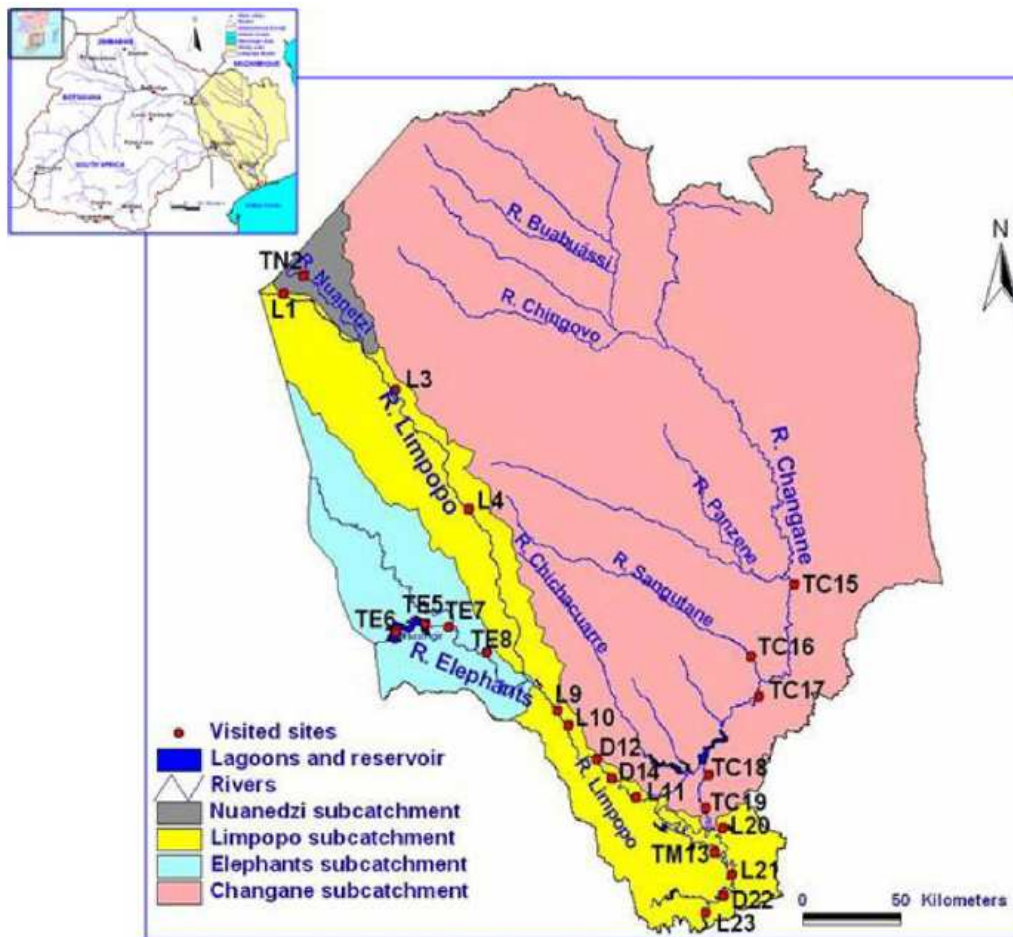 ZIMBABWE
MOZAMBIQUE
BOTSWANA
SOUTH AFRICA
N
TN2
R. Nuanetzi
L1
R. Buabuássi
R. Chingovo
L3
R. Limpopo
R. Changane
L4
R. Panzene
R. Chichacuarre
R. Sangutane
TC15
TE5
TE7
TE6
TE8
R. Elephants
TC16
TC17
L9
L10
D12
D14
R. Limpopo
L11
TC18
TC19
L20
TM13
L21
D22
L23
Visited sites
Lagoons and reservoir
Rivers
Nuanedzi subcatchment
Limpopo subcatchment
Elephants subcatchment
Changane subcatchment
0 50 Kilometers